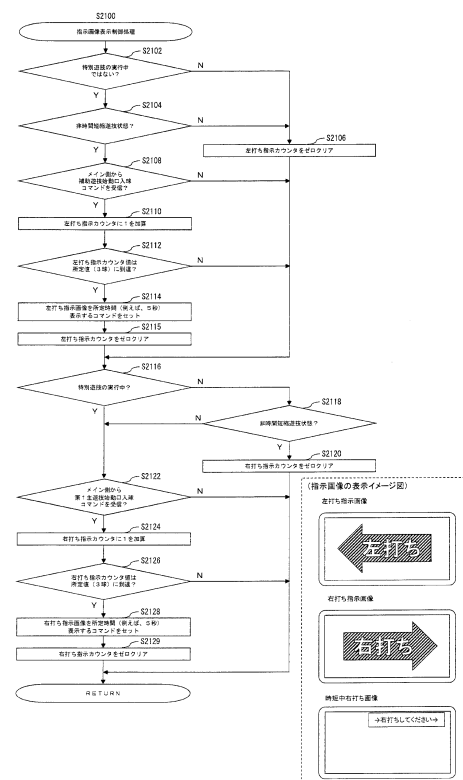 S2100
指示画像表示制御処理
S2102
特別遊技の実行中
ではない？
N
Y
S2104
非時間短縮遊技状態？
N
Y
S2106
左打ち指示カウンタをゼロクリア
S2108
メイン側から
補助遊技始動口入球
コマンドを受信？
N
Y
S2110
左打ち指示カウンタに1を加算
S2112
左打ち指示カウンタ値は
所定値（3球）に到達？
N
Y
S2114
左打ち指示画像を所定時間（例えば、5秒）
表示するコマンドをセット
S2115
左打ち指示カウンタをゼロクリア
S2116
特別遊技の実行中？
N
Y
S2118
非時間短縮遊技状態？
N
Y
S2120
右打ち指示カウンタをゼロクリア
S2122
メイン側から
第1主遊技始動口入球
コマンドを受信？
N
Y
S2124
右打ち指示カウンタに1を加算
S2126
右打ち指示カウンタ値は
所定値（3球）に到達？
N
Y
S2128
右打ち指示画像を所定時間（例えば、5秒）
表示するコマンドをセット
S2129
右打ち指示カウンタをゼロクリア
RETURN
（指示画像の表示イメージ図）
左打ち指示画像
左打ち
右打ち指示画像
右打ち
時短中右打ち画像
→右打ちしてください→